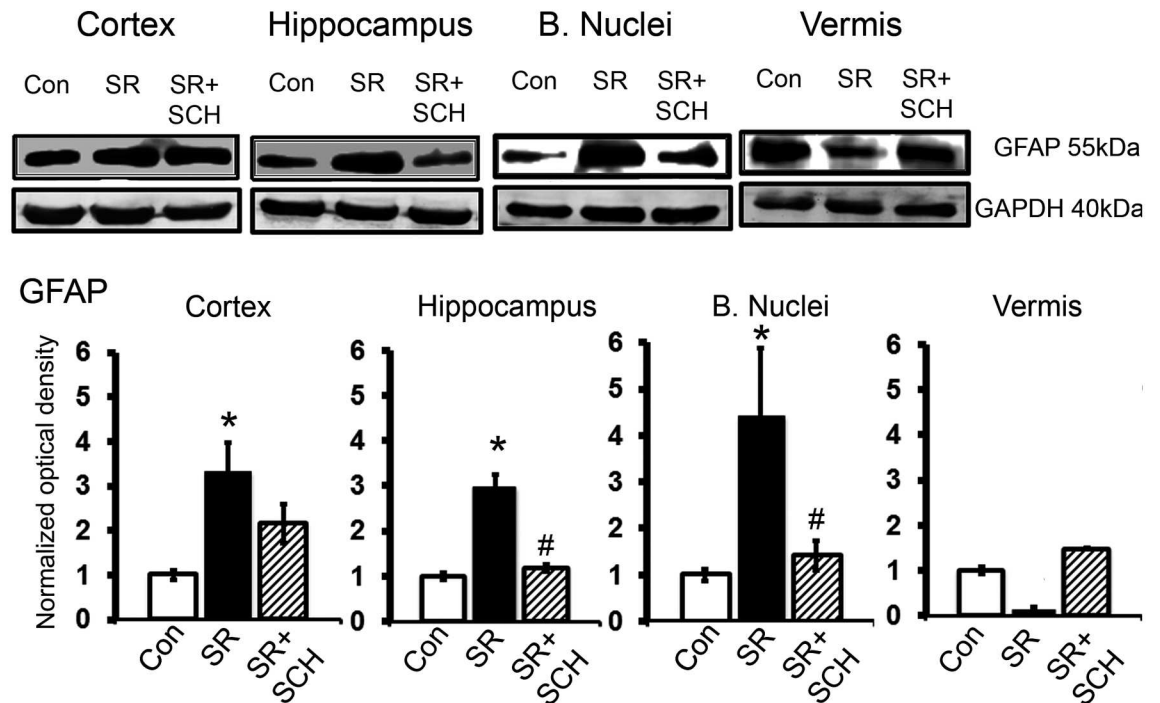 Cortex Hippocampus B. Nuclei Vermis
Con SR SR+ SCH Con SR SR+ SCH Con SR SR+ SCH Con SR SR+ SCH
GFAP 55kDa
GAPDH 40kDa
GFAP
Cortex Hippocampus B. Nuclei Vermis
Normalized optical density
6 5 4 3 2 1 0
*
Con SR SR+ SCH
6 5 4 3 2 1 0
* #
Con SR SR+ SCH
6 5 4 3 2 1 0
* #
Con SR SR+ SCH
6 5 4 3 2 1 0
Con SR SR+ SCH